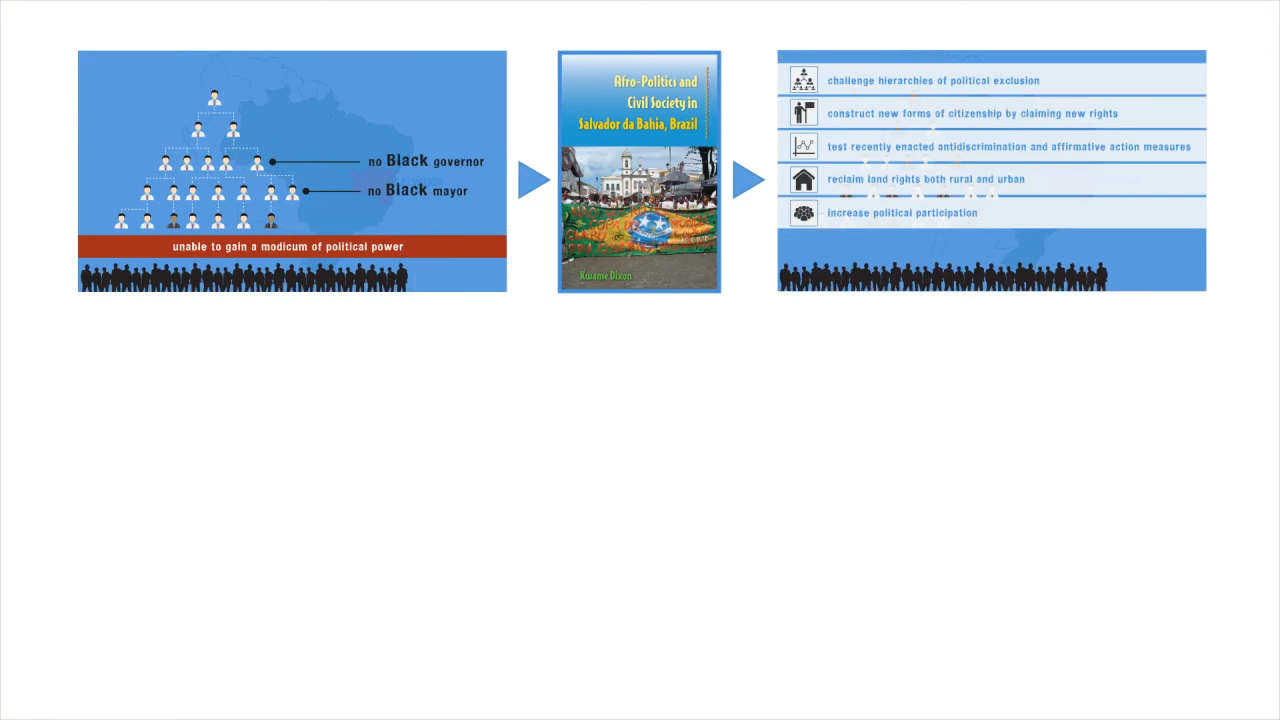 no Black governor
no Black mayor
unable to gain a modicum of political power
Afro-Politics and
Civil Society in
Salvador da Bahia, Brazil
Kwame Dixon
challenge hierarchies of political exclusion
construct new forms of citizenship by claiming new rights
test recently enacted antidiscrimination and affirmative action measures
reclaim land rights both rural and urban
increase political participation